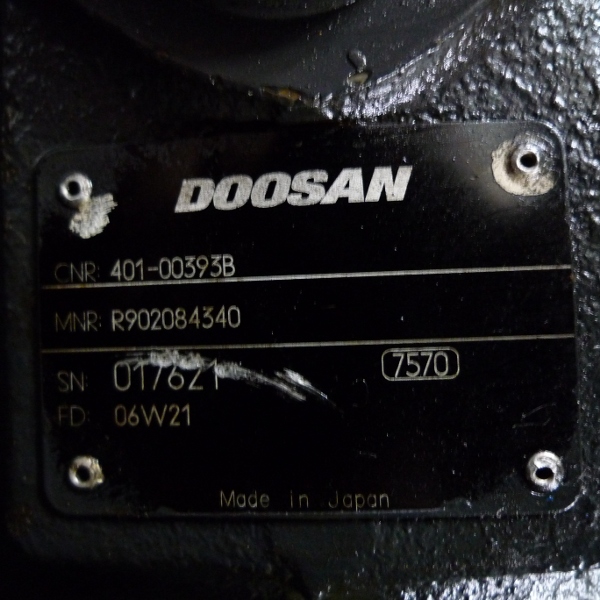 DOOSAN
CNR: 401-00393B
MNR: R902084340
SN: 017621 7570
FD: 06W21
Made in Japan